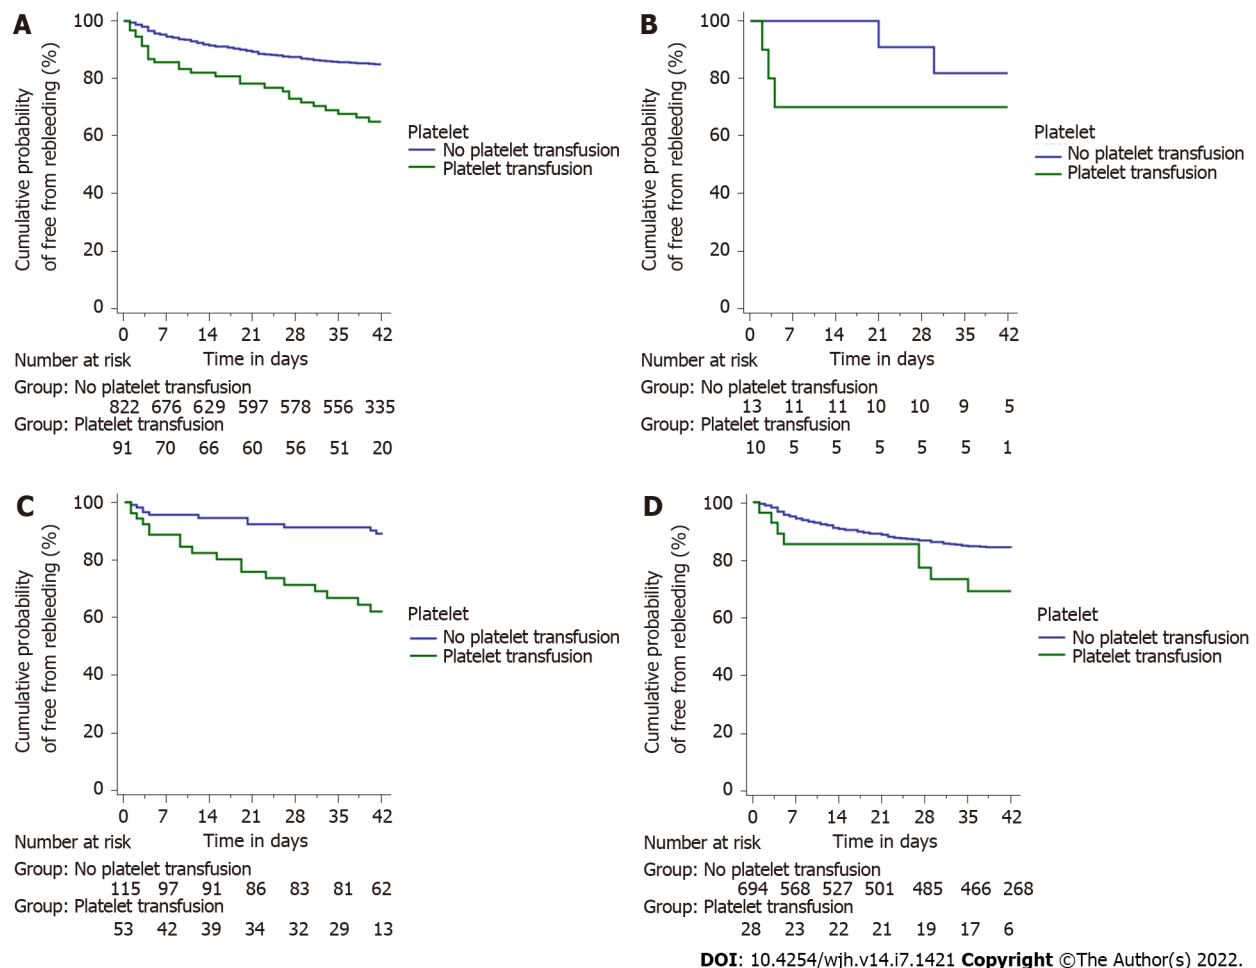 A
Cumulative probability
of free from rebleeding (%)
100
80
60
40
20
0
0 7 14 21 28 35 42
Time in days
Platelet
No platelet transfusion
Platelet transfusion
Number at risk
Group: No platelet transfusion
822 676 629 597 578 556 335
Group: Platelet transfusion
91 70 66 60 56 51 20
B
Cumulative probability
of free from rebleeding (%)
100
80
60
40
20
0
0 7 14 21 28 35 42
Time in days
Platelet
No platelet transfusion
Platelet transfusion
Number at risk
Group: No platelet transfusion
13 11 11 10 10 9 5
Group: Platelet transfusion
10 5 5 5 5 5 1
C
Cumulative probability
of free from rebleeding (%)
100
80
60
40
20
0
0 7 14 21 28 35 42
Time in days
Platelet
No platelet transfusion
Platelet transfusion
Number at risk
Group: No platelet transfusion
115 97 91 86 83 81 62
Group: Platelet transfusion
53 42 39 34 32 29 13
D
Cumulative probability
of free from rebleeding (%)
100
80
60
40
20
0
0 7 14 21 28 35 42
Time in days
Platelet
No platelet transfusion
Platelet transfusion
Number at risk
Group: No platelet transfusion
694 568 527 501 485 466 268
Group: Platelet transfusion
28 23 22 21 19 17 6
DOI: 10.4254/wjh.v14.i7.1421 Copyright ©The Author(s) 2022.